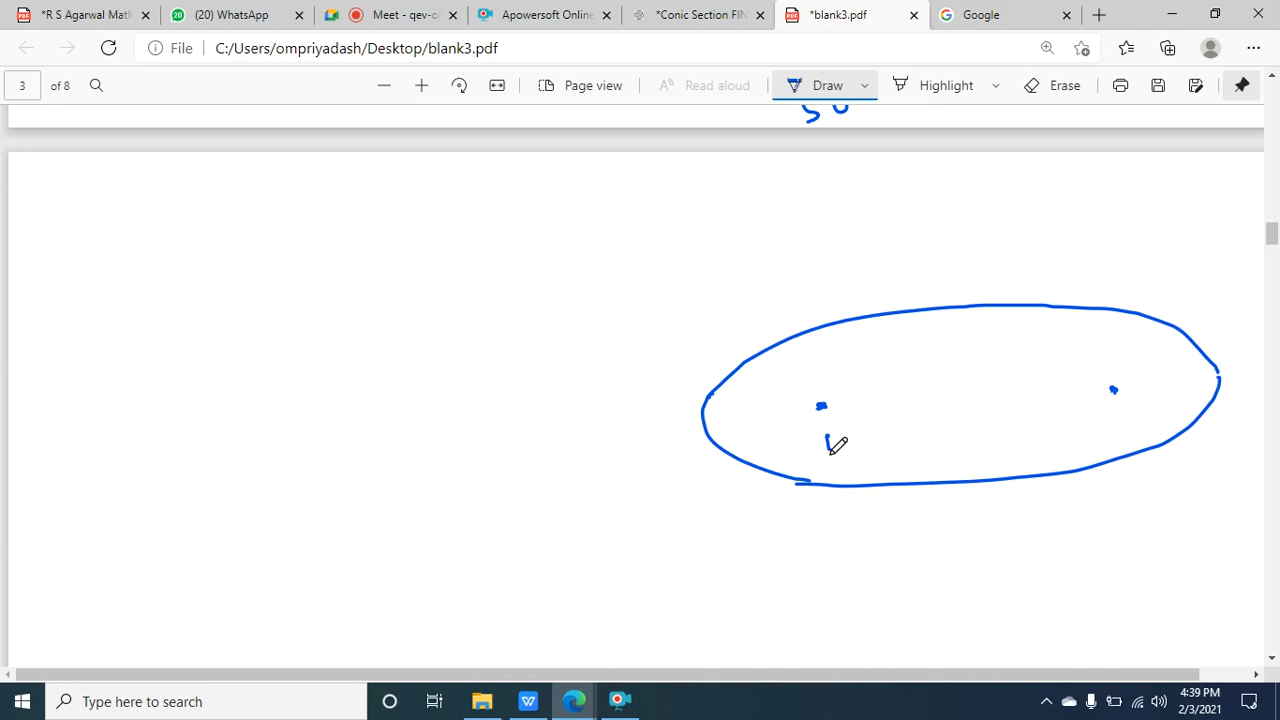 *R S Agarwal Math
(20) WhatsApp
Meet - qev-o
Apowersoft Online
*Conic Section FIN
*blank3.pdf
Google
File C:/Users/ompriyadash/Desktop/blank3.pdf
3 of 8
Page view
Read aloud
Draw
Highlight
Erase
Type here to search
4:39 PM
2/3/2021